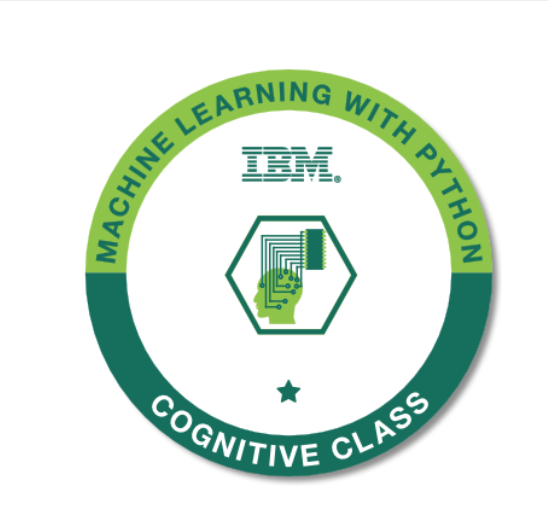 MACHINE LEARNING WITH PYTHON
IBM®
COGNITIVE CLASS